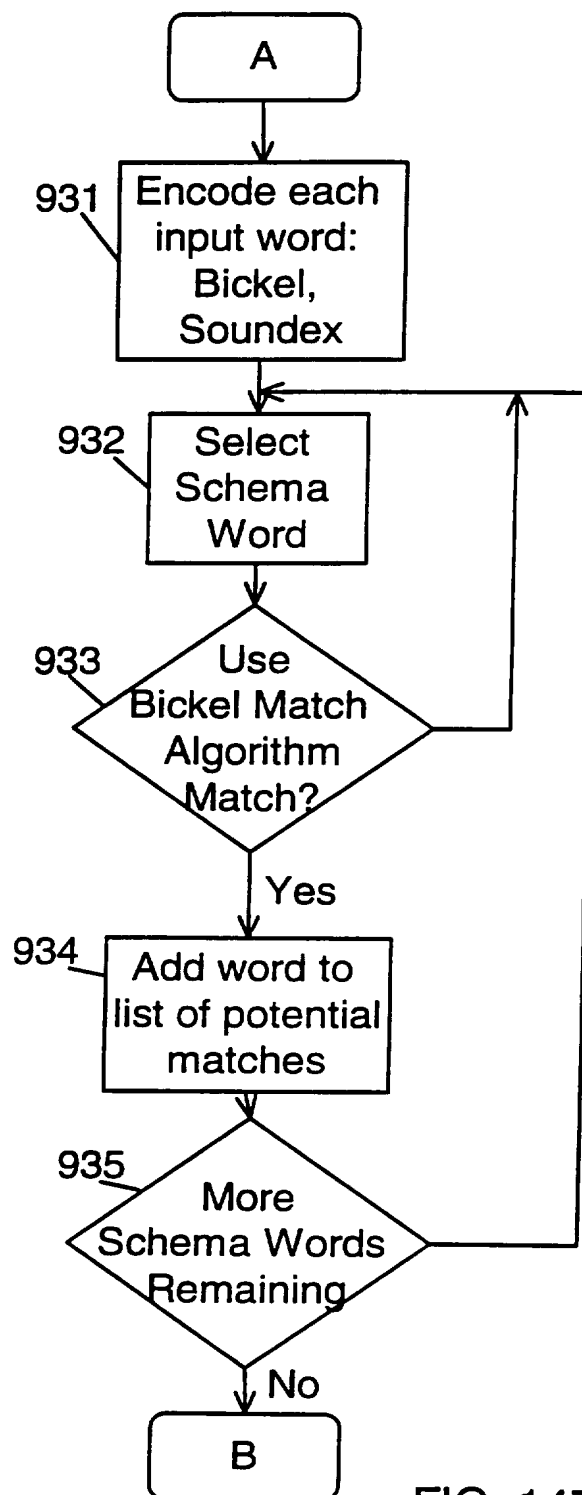 A
931
Encode each
input word:
Bickel,
Soundex
932
Select
Schema
Word
933
Use
Bickel Match
Algorithm
Match?
Yes
934
Add word to
list of potential
matches
935
More
Schema Words
Remaining
No
B